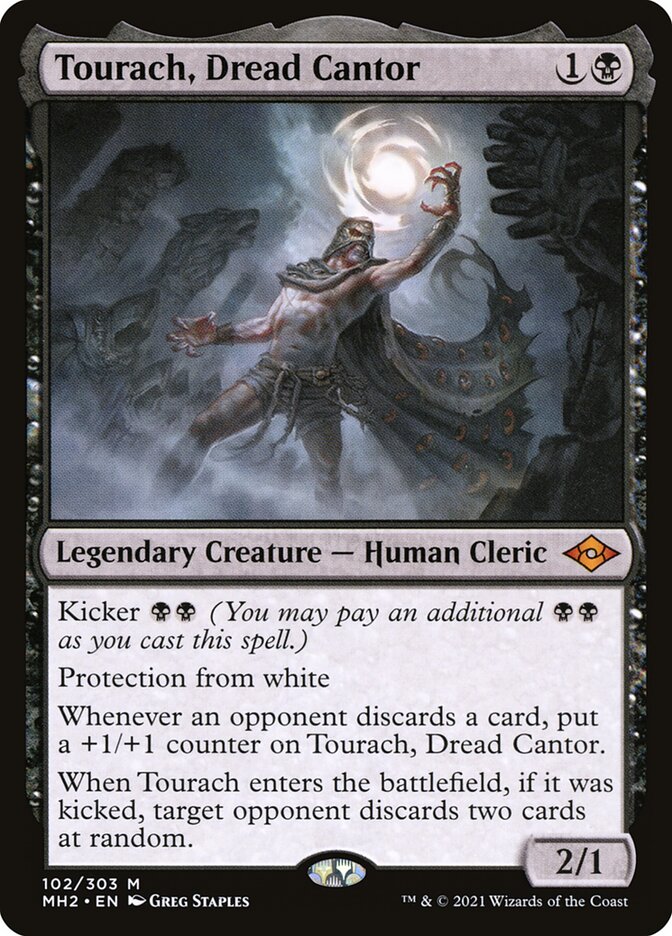 Tourach, Dread Cantor 1
Legendary Creature — Human Cleric
Kicker (You may pay an additional
as you cast this spell.)
Protection from white
Whenever an opponent discards a card, put
a +1/+1 counter on Tourach, Dread Cantor.
When Tourach enters the battlefield, if it was
kicked, target opponent discards two cards
at random.
2/1
102/303 M
MH2 • EN Greg Staples
™ & © 2021 Wizards of the Coast